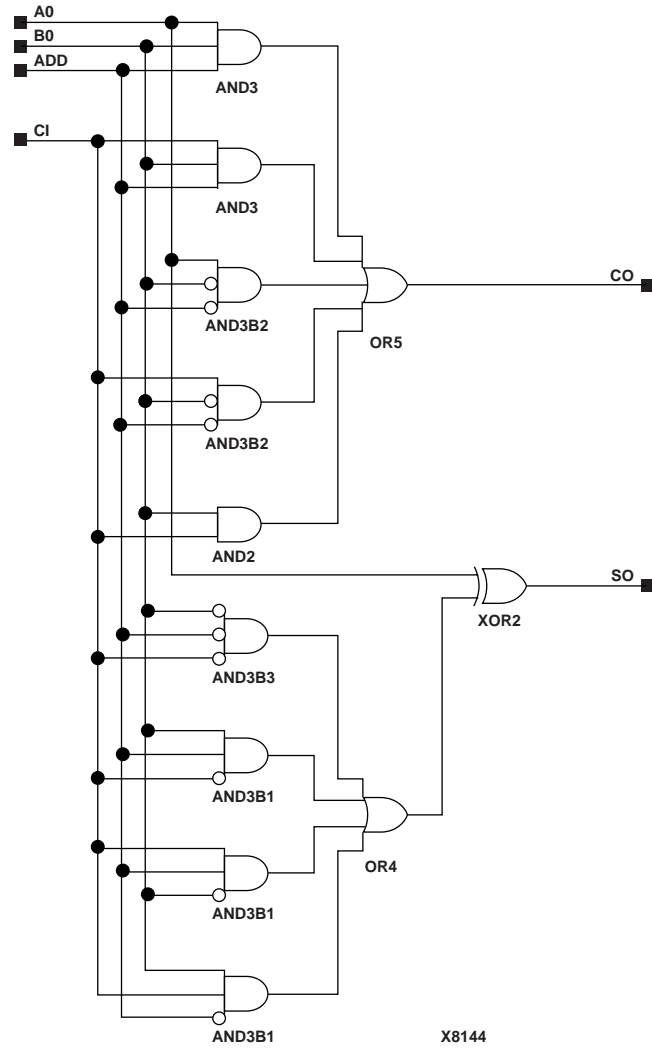 A0
B0
ADD
AND3
CI
AND3
CO
AND3B2
OR5
AND3B2
AND2
SO
XOR2
AND3B3
AND3B1
OR4
AND3B1
AND3B1
X8144